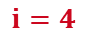 i = 4